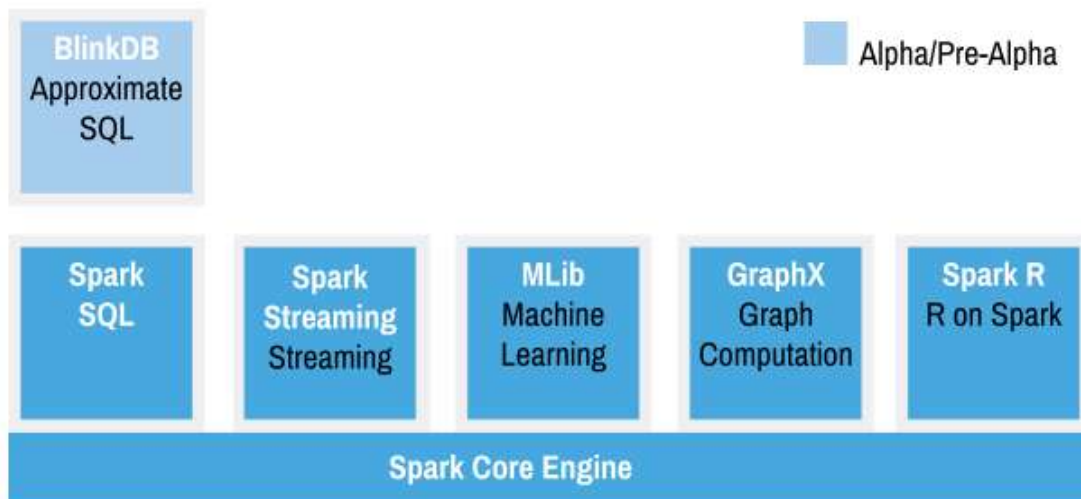 BlinkDB
Approximate
SQL
Alpha/Pre-Alpha
Spark
SQL
Spark
Streaming
Streaming
MLib
Machine
Learning
GraphX
Graph
Computation
Spark R
R on Spark
Spark Core Engine